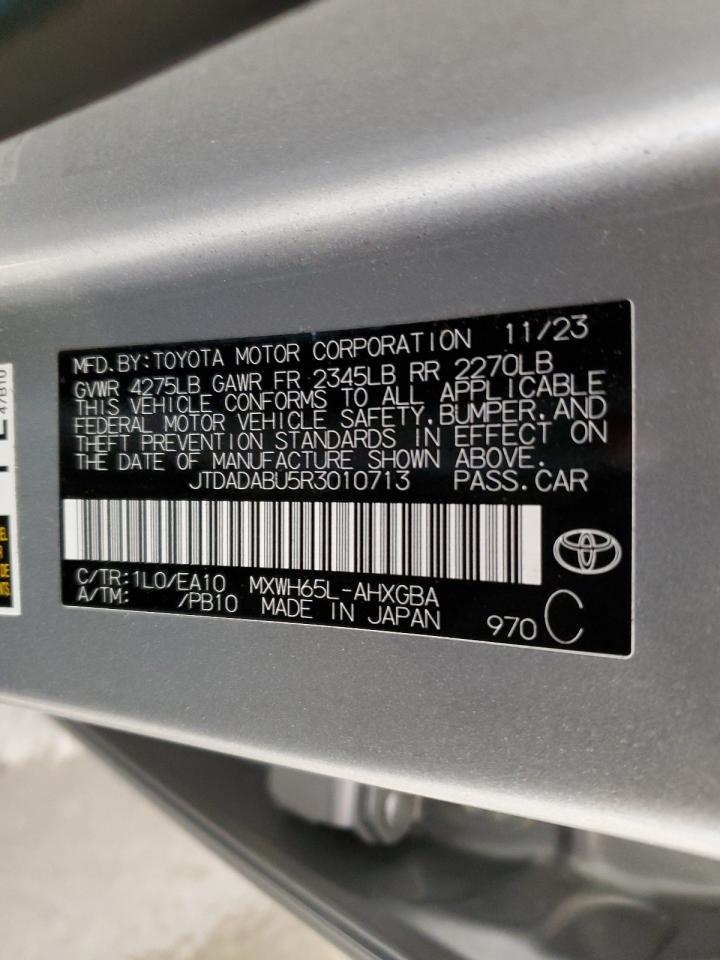 MFD.BY:TOYOTA MOTOR CORPORATION 11/23
GVWR 4275LB GAWR FR 2345LB RR 2270LB
THIS VEHICLE CONFORMS TO ALL APPLICABLE
FEDERAL MOTOR VEHICLE SAFETY,BUMPER,AND
THEFT PREVENTION STANDARDS IN EFFECT ON
THE DATE OF MANUFACTURE SHOWN ABOVE.
JTDADABU5R3010713 PASS.CAR
C/TR:1L0/EA10 MXWH65L-AHXGBA
A/TM: /PB10 MADE IN JAPAN 970 C
47B10